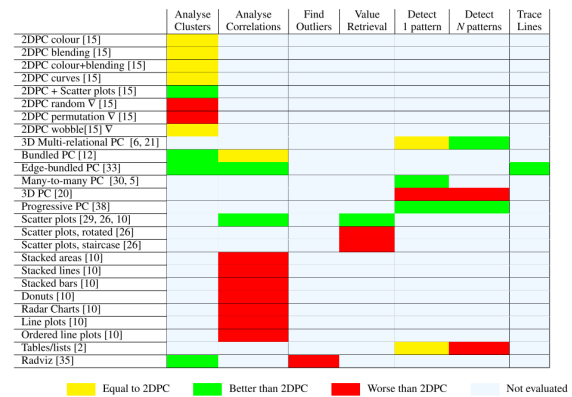 Analyse Clusters Analyse Correlations Find Outliers Value Retrieval Detect 1 pattern Detect N patterns Trace Lines
2DPC colour [15]
2DPC blending [15]
2DPC colour+blending [15]
2DPC curves [15]
2DPC + Scatter plots [15]
2DPC random ∇ [15]
2DPC permutation ∇ [15]
2DPC wobble[15] ∇
3D Multi-relational PC [6, 21]
Bundled PC [12]
Edge-bundled PC [33]
Many-to-many PC [30, 5]
3D PC [20]
Progressive PC [38]
Scatter plots [29, 26, 10]
Scatter plots, rotated [26]
Scatter plots, staircase [26]
Stacked areas [10]
Stacked lines [10]
Stacked bars [10]
Donuts [10]
Radar Charts [10]
Line plots [10]
Ordered line plots [10]
Tables/lists [2]
Radviz [35]
Equal to 2DPC Better than 2DPC Worse than 2DPC Not evaluated